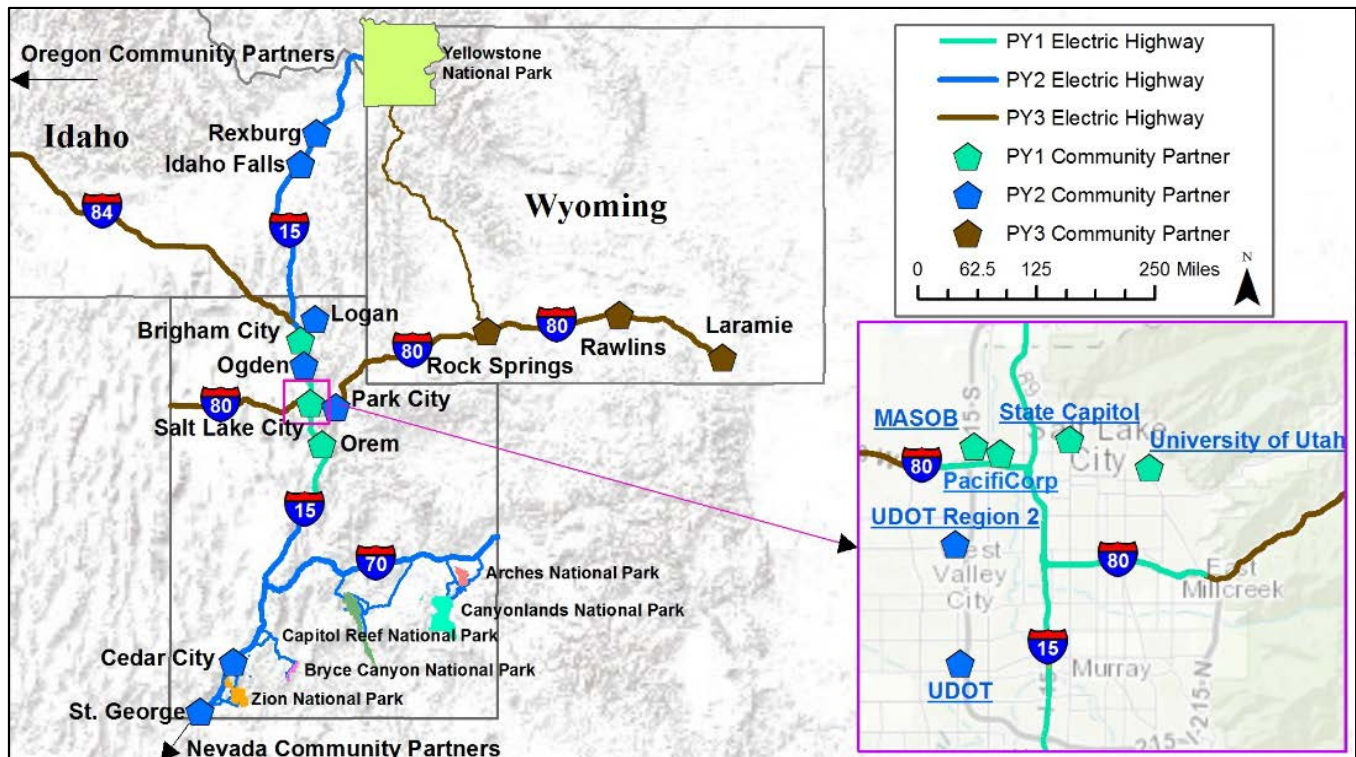 Oregon Community Partners
Yellowstone
National Park
Idaho
Rexburg
Idaho Falls
84
15
Wyoming
Logan
Brigham City
Ogden
80
80
Rock Springs
Rawlins
Laramie
80
Park City
Salt Lake City
Orem
15
70
Arches National Park
Canyonlands National Park
Capitol Reef National Park
Cedar City
Bryce Canyon National Park
Zion National Park
St. George
Nevada Community Partners
PY1 Electric Highway
PY2 Electric Highway
PY3 Electric Highway
PY1 Community Partner
PY2 Community Partner
PY3 Community Partner
N
0 62.5 125 250 Miles
MASOB
State Capitol
Salt Lake
City
University of Utah
80
PacifiCorp
UDOT Region 2
West
Valley
City
80
East
Millcreek
15
Murray
UDOT
215
I-215-N